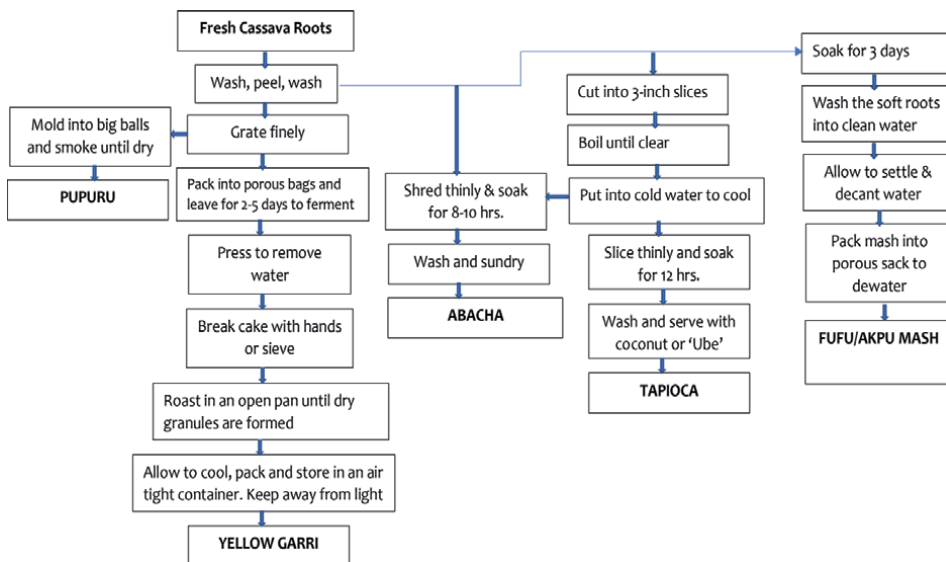 Fresh Cassava Roots
Wash, peel, wash
Grate finely
Mold into big balls
and smoke until dry
PUPURU
Pack into porous bags and
leave for 2-5 days to ferment
Press to remove
water
Break cake with hands
or sieve
Roast in an open pan until dry
granules are formed
Allow to cool, pack and store in an air
tight container. Keep away from light
YELLOW GARRI
Shred thinly & soak
for 8-10 hrs.
Wash and sundry
ABACHA
Cut into 3-inch slices
Boil until clear
Put into cold water to cool
Slice thinly and soak
for 12 hrs.
Wash and serve with
coconut or ‘Ube’
TAPIOCA
Soak for 3 days
Wash the soft roots
into clean water
Allow to settle &
decant water
Pack mash into
porous sack to
dewater
FUFU/AKPU MASH